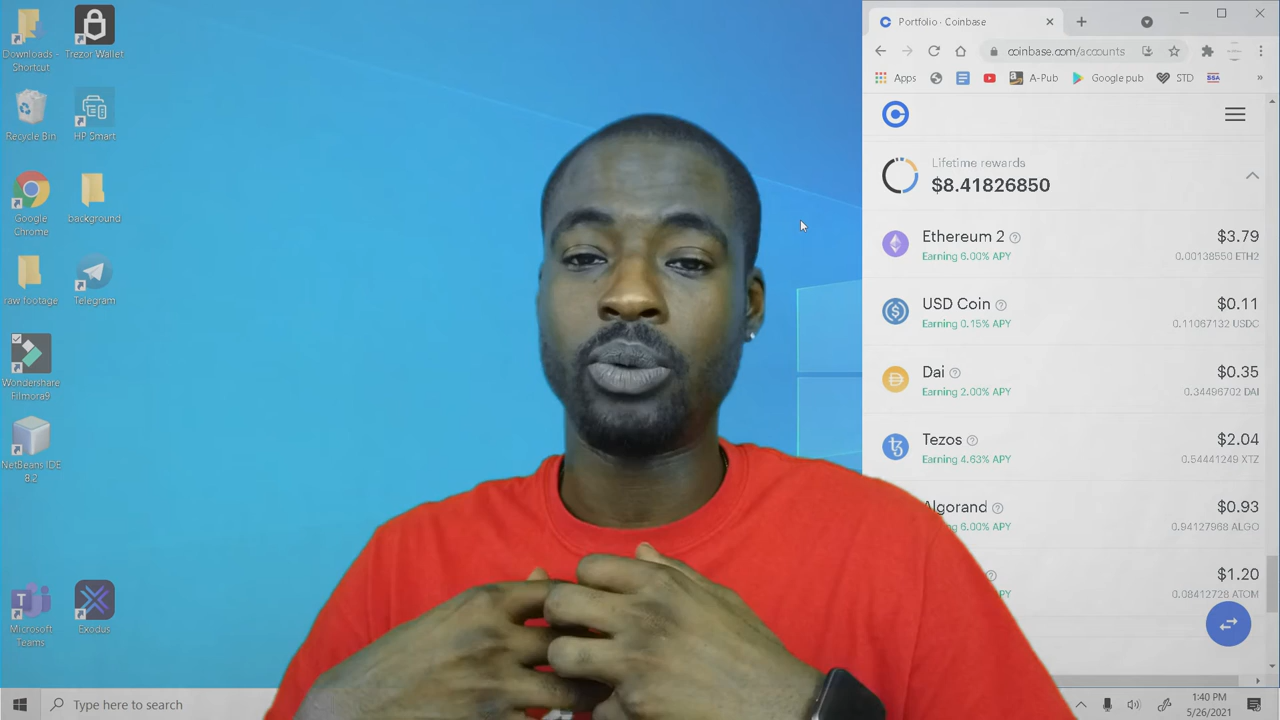 Downloads -
Shortcut
Trezor Wallet
Recycle Bin
HP Smart
Google
Chrome
background
raw footage
Telegram
Wondershare
Filmora9
NetBeans IDE
8.2
Microsoft
Teams
Exodus
Type here to search
Portfolio - Coinbase
coinbase.com/accounts
Apps
A-Pub
Google pub
STD
SSA
»
Lifetime rewards
$8.41826850
Ethereum 2
$3.79
Earning 6.00% APY
0.00138550 ETH2
USD Coin
$0.11
Earning 0.15% APY
0.11067132 USDC
Dai
$0.35
Earning 2.00% APY
0.34496702 DAI
Tezos
$2.04
Earning 4.63% APY
0.54441249 XTZ
Algorand
$0.93
6.00% APY
0.94127968 ALGO
$1.20
0.08412728 ATOM
1:40 PM
5/26/2021